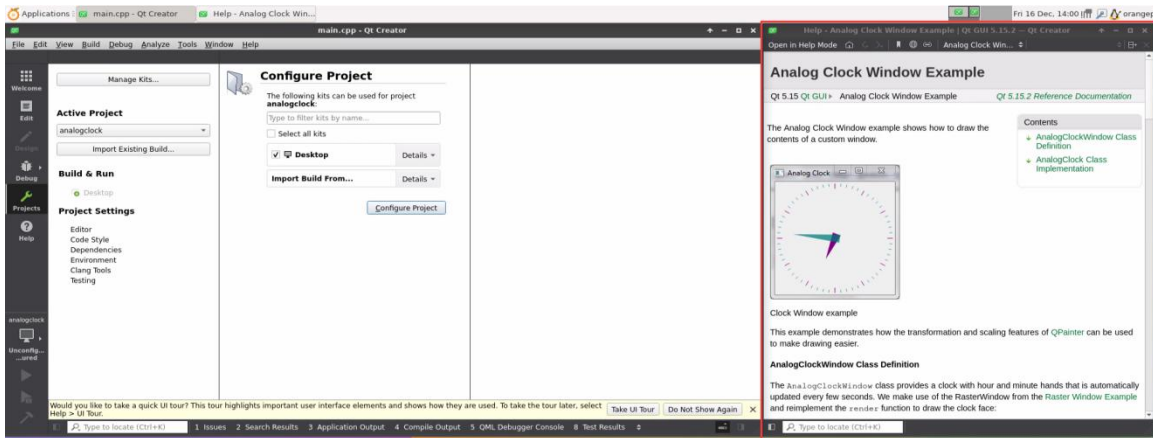 Applications
main.cpp - Qt Creator
Help - Analog Clock Win...
Fri 16 Dec, 14:00
main.cpp - Qt Creator
File Edit View Build Debug Analyze Tools Window Help
Welcome
Edit
Design
Debug
Projects
Help
analogclock
Unconfig...
...ured
Manage Kits...
Active Project
analogclock
Import Existing Build...
Build & Run
Desktop
Project Settings
Editor
Code Style
Dependencies
Environment
Clang Tools
Testing
Configure Project
The following kits can be used for project
analogclock:
Type to filter kits by name...
Select all kits
Desktop Details
Import Build From... Details
Configure Project
Would you like to take a quick UI tour? This tour highlights important user interface elements and shows how they are used. To take the tour later, select
Help > UI Tour.
Take UI Tour Do Not Show Again
Type to locate (Ctrl+K) 1 Issues 2 Search Results 3 Application Output 4 Compile Output 5 QML Debugger Console 8 Test Results
Help - Analog Clock Window Example | Qt GUI 5.15.2 — Qt Creator
Open in Help Mode Analog Clock Win...
Analog Clock Window Example
Qt 5.15 Qt GUI Analog Clock Window Example Qt 5.15.2 Reference Documentation
Contents
AnalogClockWindow Class
Definition
AnalogClock Class
Implementation
The Analog Clock Window example shows how to draw the
contents of a custom window.
Analog Clock
Clock Window example
This example demonstrates how the transformation and scaling features of QPainter can be used
to make drawing easier.
AnalogClockWindow Class Definition
The AnalogClockWindow class provides a clock with hour and minute hands that is automatically
updated every few seconds. We make use of the RasterWindow from the Raster Window Example
and reimplement the render function to draw the clock face:
Type to locate (Ctrl+K)